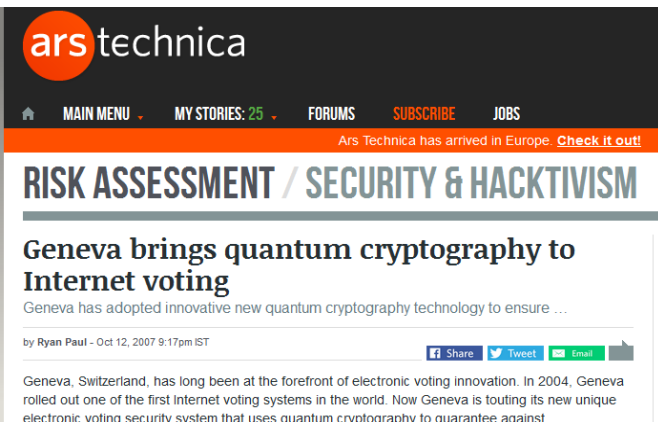 ars technica
MAIN MENU MY STORIES: 25 FORUMS SUBSCRIBE JOBS
Ars Technica has arrived in Europe. Check it out!
RISK ASSESSMENT / SECURITY & HACKTIVISM
Geneva brings quantum cryptography to
Internet voting
Geneva has adopted innovative new quantum cryptography technology to ensure …
by Ryan Paul - Oct 12, 2007 9:17pm IST
Share Tweet Email
Geneva, Switzerland, has long been at the forefront of electronic voting innovation. In 2004, Geneva
rolled out one of the first Internet voting systems in the world. Now Geneva is touting its new unique
electronic voting security system that uses quantum cryptography to guarantee against